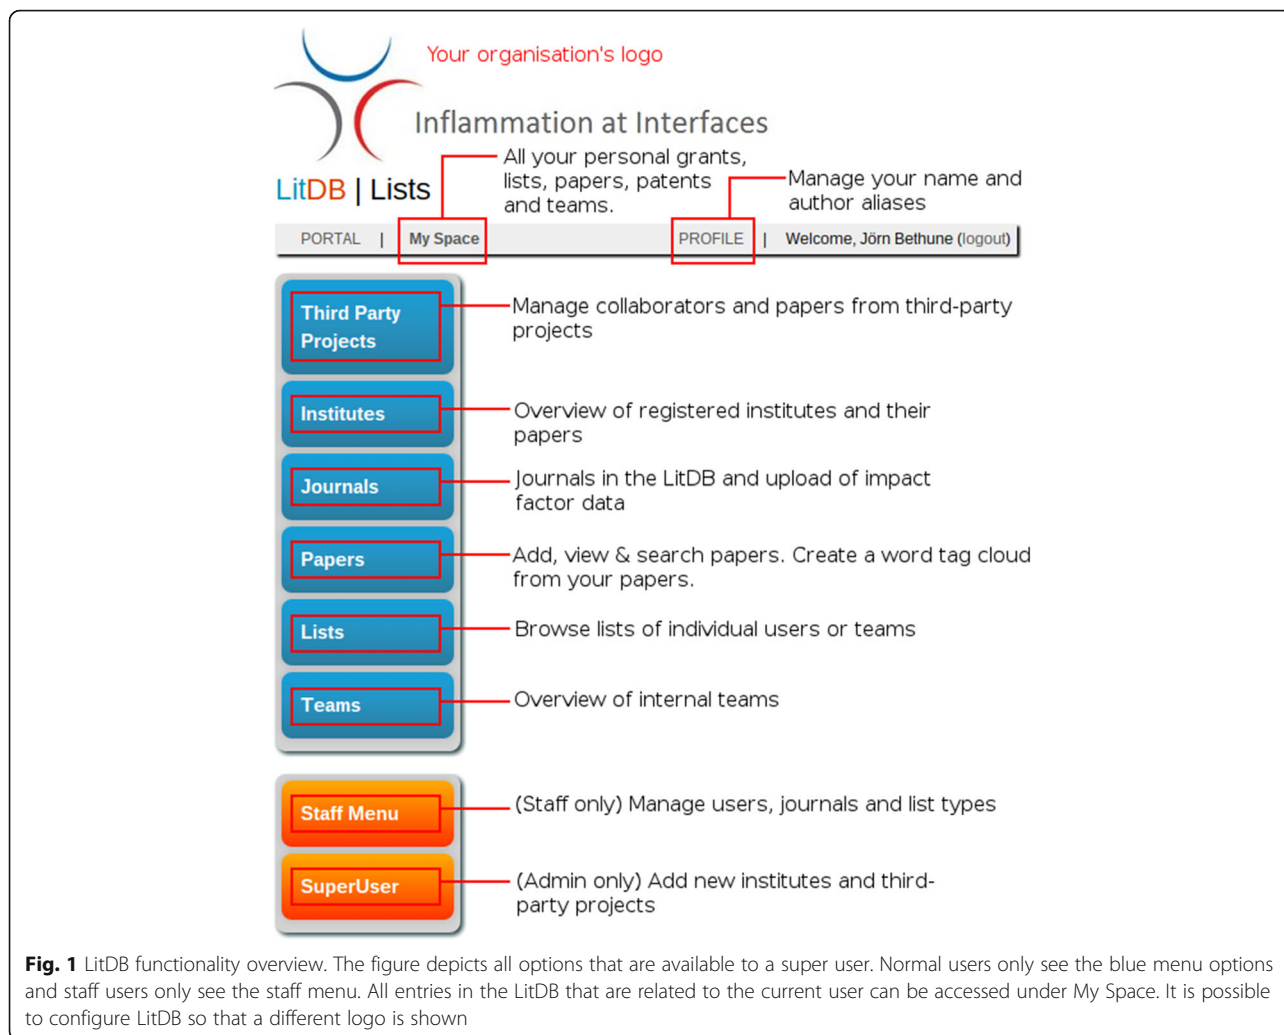 Your organisation's logo
Inflammation at Interfaces
All your personal grants,
lists, papers, patents
and teams.
Manage your name and
author aliases
LitDB | Lists
PORTAL | My Space PROFILE | Welcome, Jörn Bethune (logout)
Third Party
Projects
Manage collaborators and papers from third-party
projects
Institutes
Overview of registered institutes and their
papers
Journals
Journals in the LitDB and upload of impact
factor data
Papers
Add, view & search papers. Create a word tag cloud
from your papers.
Lists
Browse lists of individual users or teams
Teams
Overview of internal teams
Staff Menu
(Staff only) Manage users, journals and list types
SuperUser
(Admin only) Add new institutes and third-
party projects
Fig. 1 LitDB functionality overview. The figure depicts all options that are available to a super user. Normal users only see the blue menu options
and staff users only see the staff menu. All entries in the LitDB that are related to the current user can be accessed under My Space. It is possible
to configure LitDB so that a different logo is shown